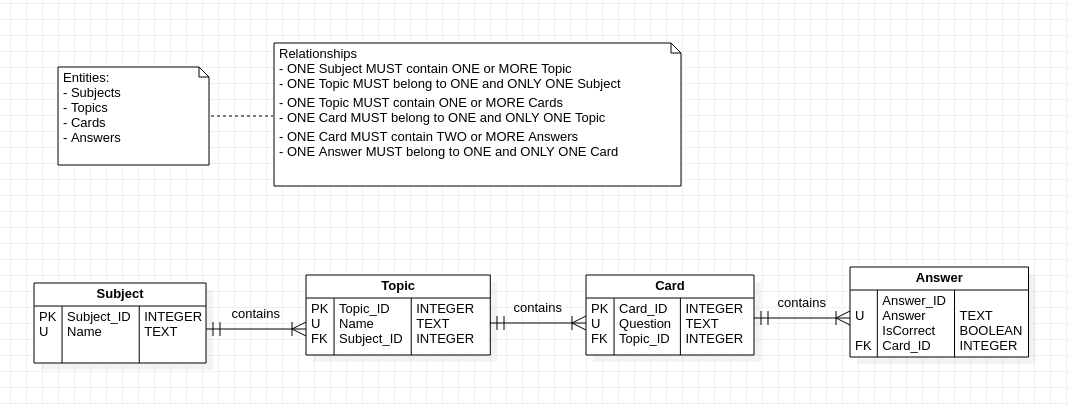 Entities:
- Subjects
- Topics
- Cards
- Answers
Relationships
- ONE Subject MUST contain ONE or MORE Topic
- ONE Topic MUST belong to ONE and ONLY ONE Subject
- ONE Topic MUST contain ONE or MORE Cards
- ONE Card MUST belong to ONE and ONLY ONE Topic
- ONE Card MUST contain TWO or MORE Answers
- ONE Answer MUST belong to ONE and ONLY ONE Card
Subject
PK Subject_ID INTEGER
U Name TEXT
contains
Topic
PK Topic_ID INTEGER
U Name TEXT
FK Subject_ID INTEGER
contains
Card
PK Card_ID INTEGER
U Question TEXT
FK Topic_ID INTEGER
contains
Answer
Answer_ID
U Answer TEXT
IsCorrect BOOLEAN
FK Card_ID INTEGER